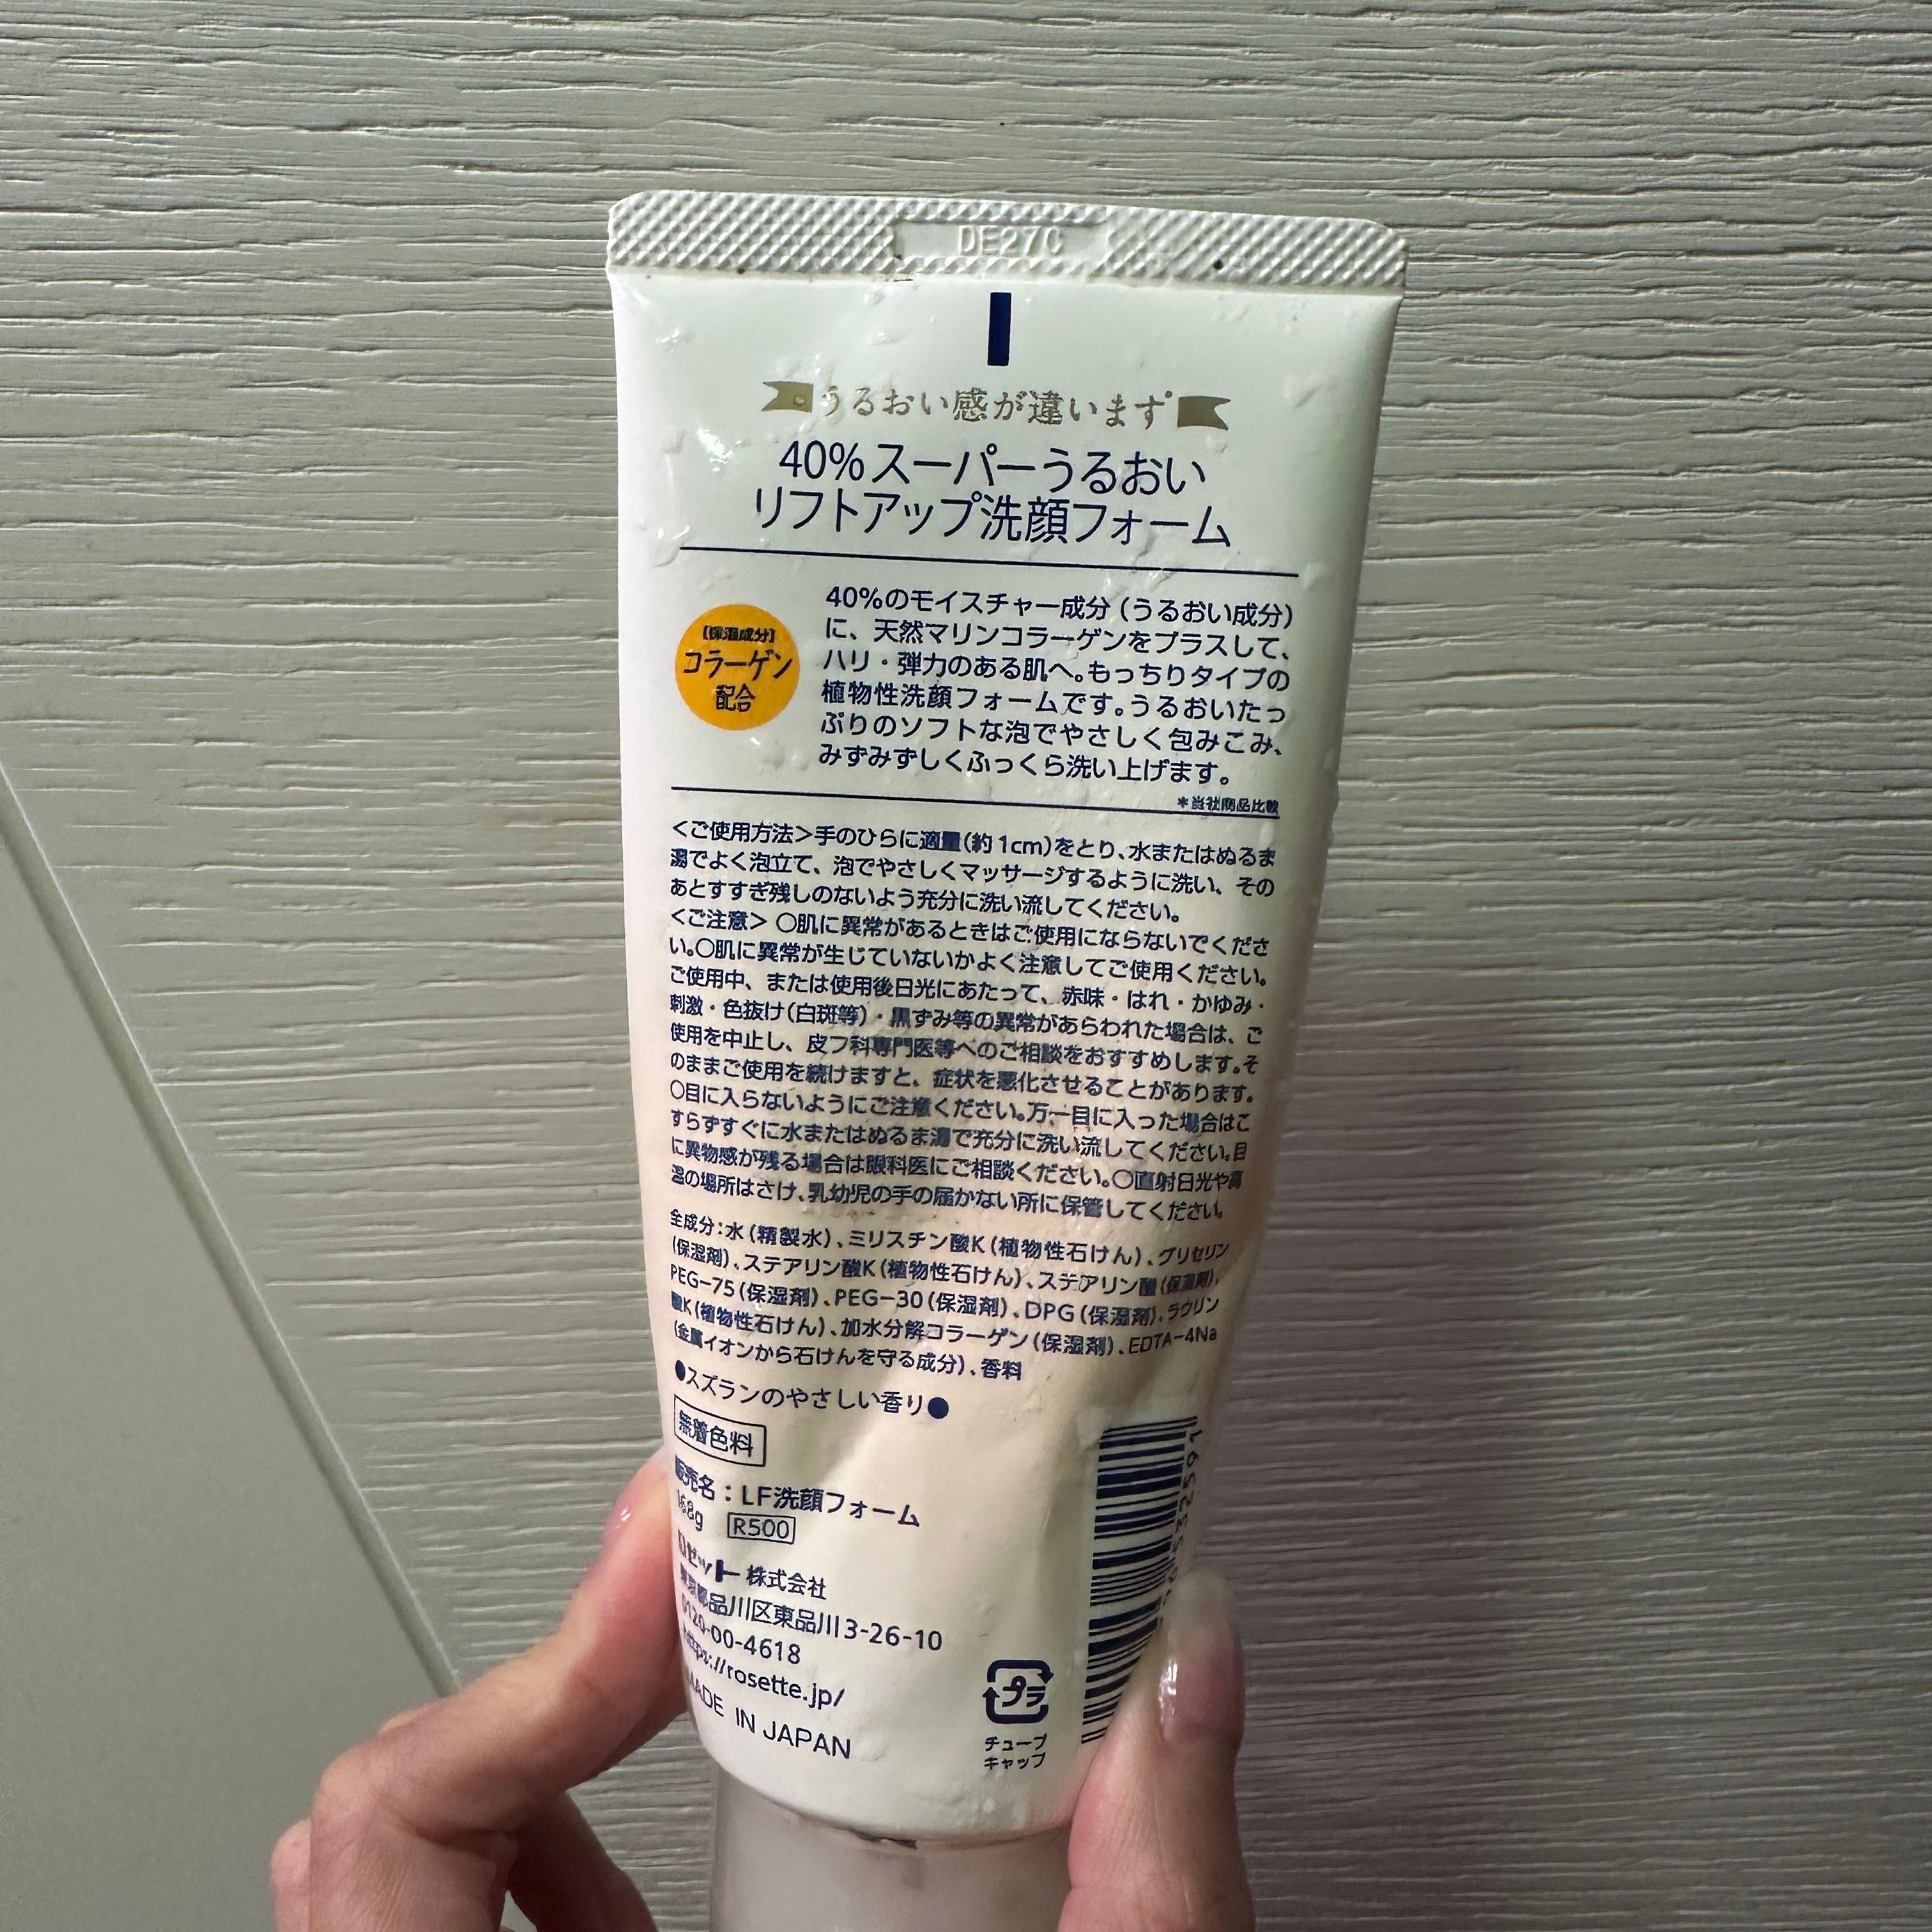 DE27C
うるおい感が違います
40%スーパーうるおい
リフトアップ洗顔フォーム
【保湿成分】
コラーゲン
配合
40%のモイスチャー成分(うるおい成分)
に、天然マリンコラーゲンをプラスして、
ハリ・弾力のある肌へ。もっちりタイプの
植物性洗顔フォームです。うるおいたっ
ぷりのソフトな泡でやさしく包みこみ、
みずみずしくふっくら洗い上げます。
*当社商品比較
<ご使用方法>手のひらに適量(約1cm)をとり、水またはぬるま
湯でよく泡立て、泡でやさしくマッサージするように洗い、その
あとすすぎ残しのないよう充分に洗い流してください。
<ご注意> ○肌に異常があるときはご使用にならないでくださ
い。○肌に異常が生じていないかよく注意してご使用ください。
ご使用中、または使用後日光にあたって、赤味・はれ・かゆみ・
刺激・色抜け(白斑等)・黒ずみ等の異常があらわれた場合は、ご
使用を中止し、皮フ科専門医等へのご相談をおすすめします。そ
のままご使用を続けますと、症状を悪化させることがあります。
○目に入らないようにご注意ください。万一目に入った場合はこ
すらずすぐに水またはぬるま湯で充分に洗い流してください。目
に異物感が残る場合は眼科医にご相談ください。○直射日光や高
温の場所はさけ、乳幼児の手の届かない所に保管してください。
全成分:水(精製水)、ミリスチン酸K(植物性石けん)、グリセリン
(保湿剤)、ステアリン酸K(植物性石けん)、ステアリン酸(保湿剤)、
PEG-75(保湿剤)、PEG-30(保湿剤)、DPG(保湿剤)、ラウリン
酸K(植物性石けん)、加水分解コラーゲン(保湿剤)、EDTA-4Na
(金属イオンから石けんを守る成分)、香料
●スズランのやさしい香り●
無着色料
販売名:LF洗顔フォーム
168g R500
ロゼット株式会社
東京都品川区東品川3-26-10
0120-00-4618
https://rosette.jp/
MADE IN JAPAN
プラ
チューブ
キャップ